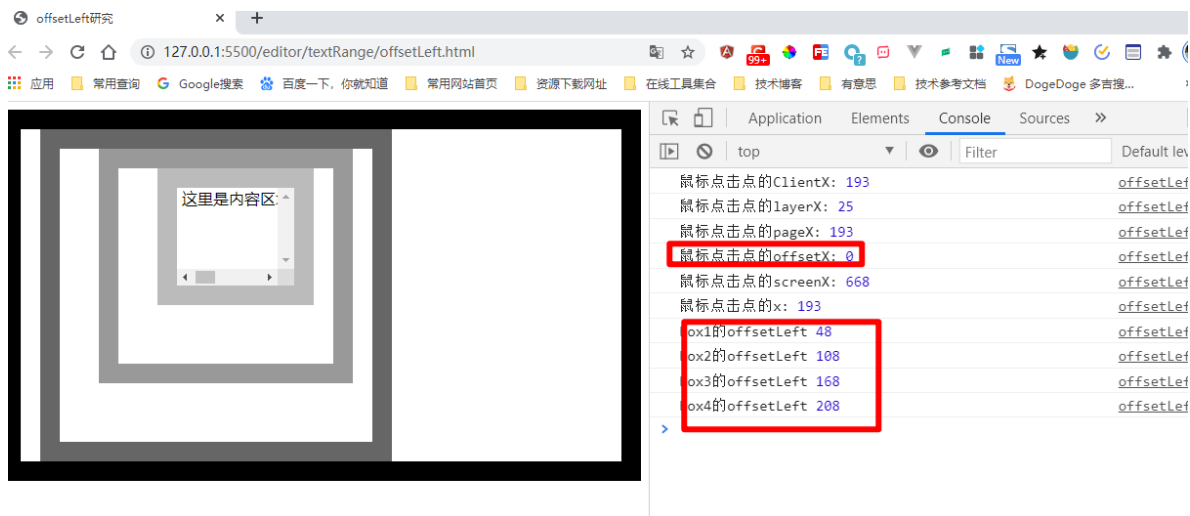 offsetLeft研究
127.0.0.1:5500/editor/textRange/offsetLeft.html
99+
New
应用 常用查询 Google搜索 百度一下，你就知道 常用网站首页 资源下载网址 在线工具集合 技术博客 有意思 技术参考文档 DogeDoge 多吉搜...
Application Elements Console Sources
top Filter Default lev
这里是内容区
鼠标点击点的ClientX: 193 offsetLef
鼠标点击点的layerX: 25 offsetLef
鼠标点击点的pageX: 193 offsetLef
鼠标点击点的offsetX: 0 offsetLef
鼠标点击点的screenX: 668 offsetLef
鼠标点击点的x: 193 offsetLef
ox1的offsetLeft 48 offsetLef
ox2的offsetLeft 108 offsetLef
ox3的offsetLeft 168 offsetLef
ox4的offsetLeft 208 offsetLef